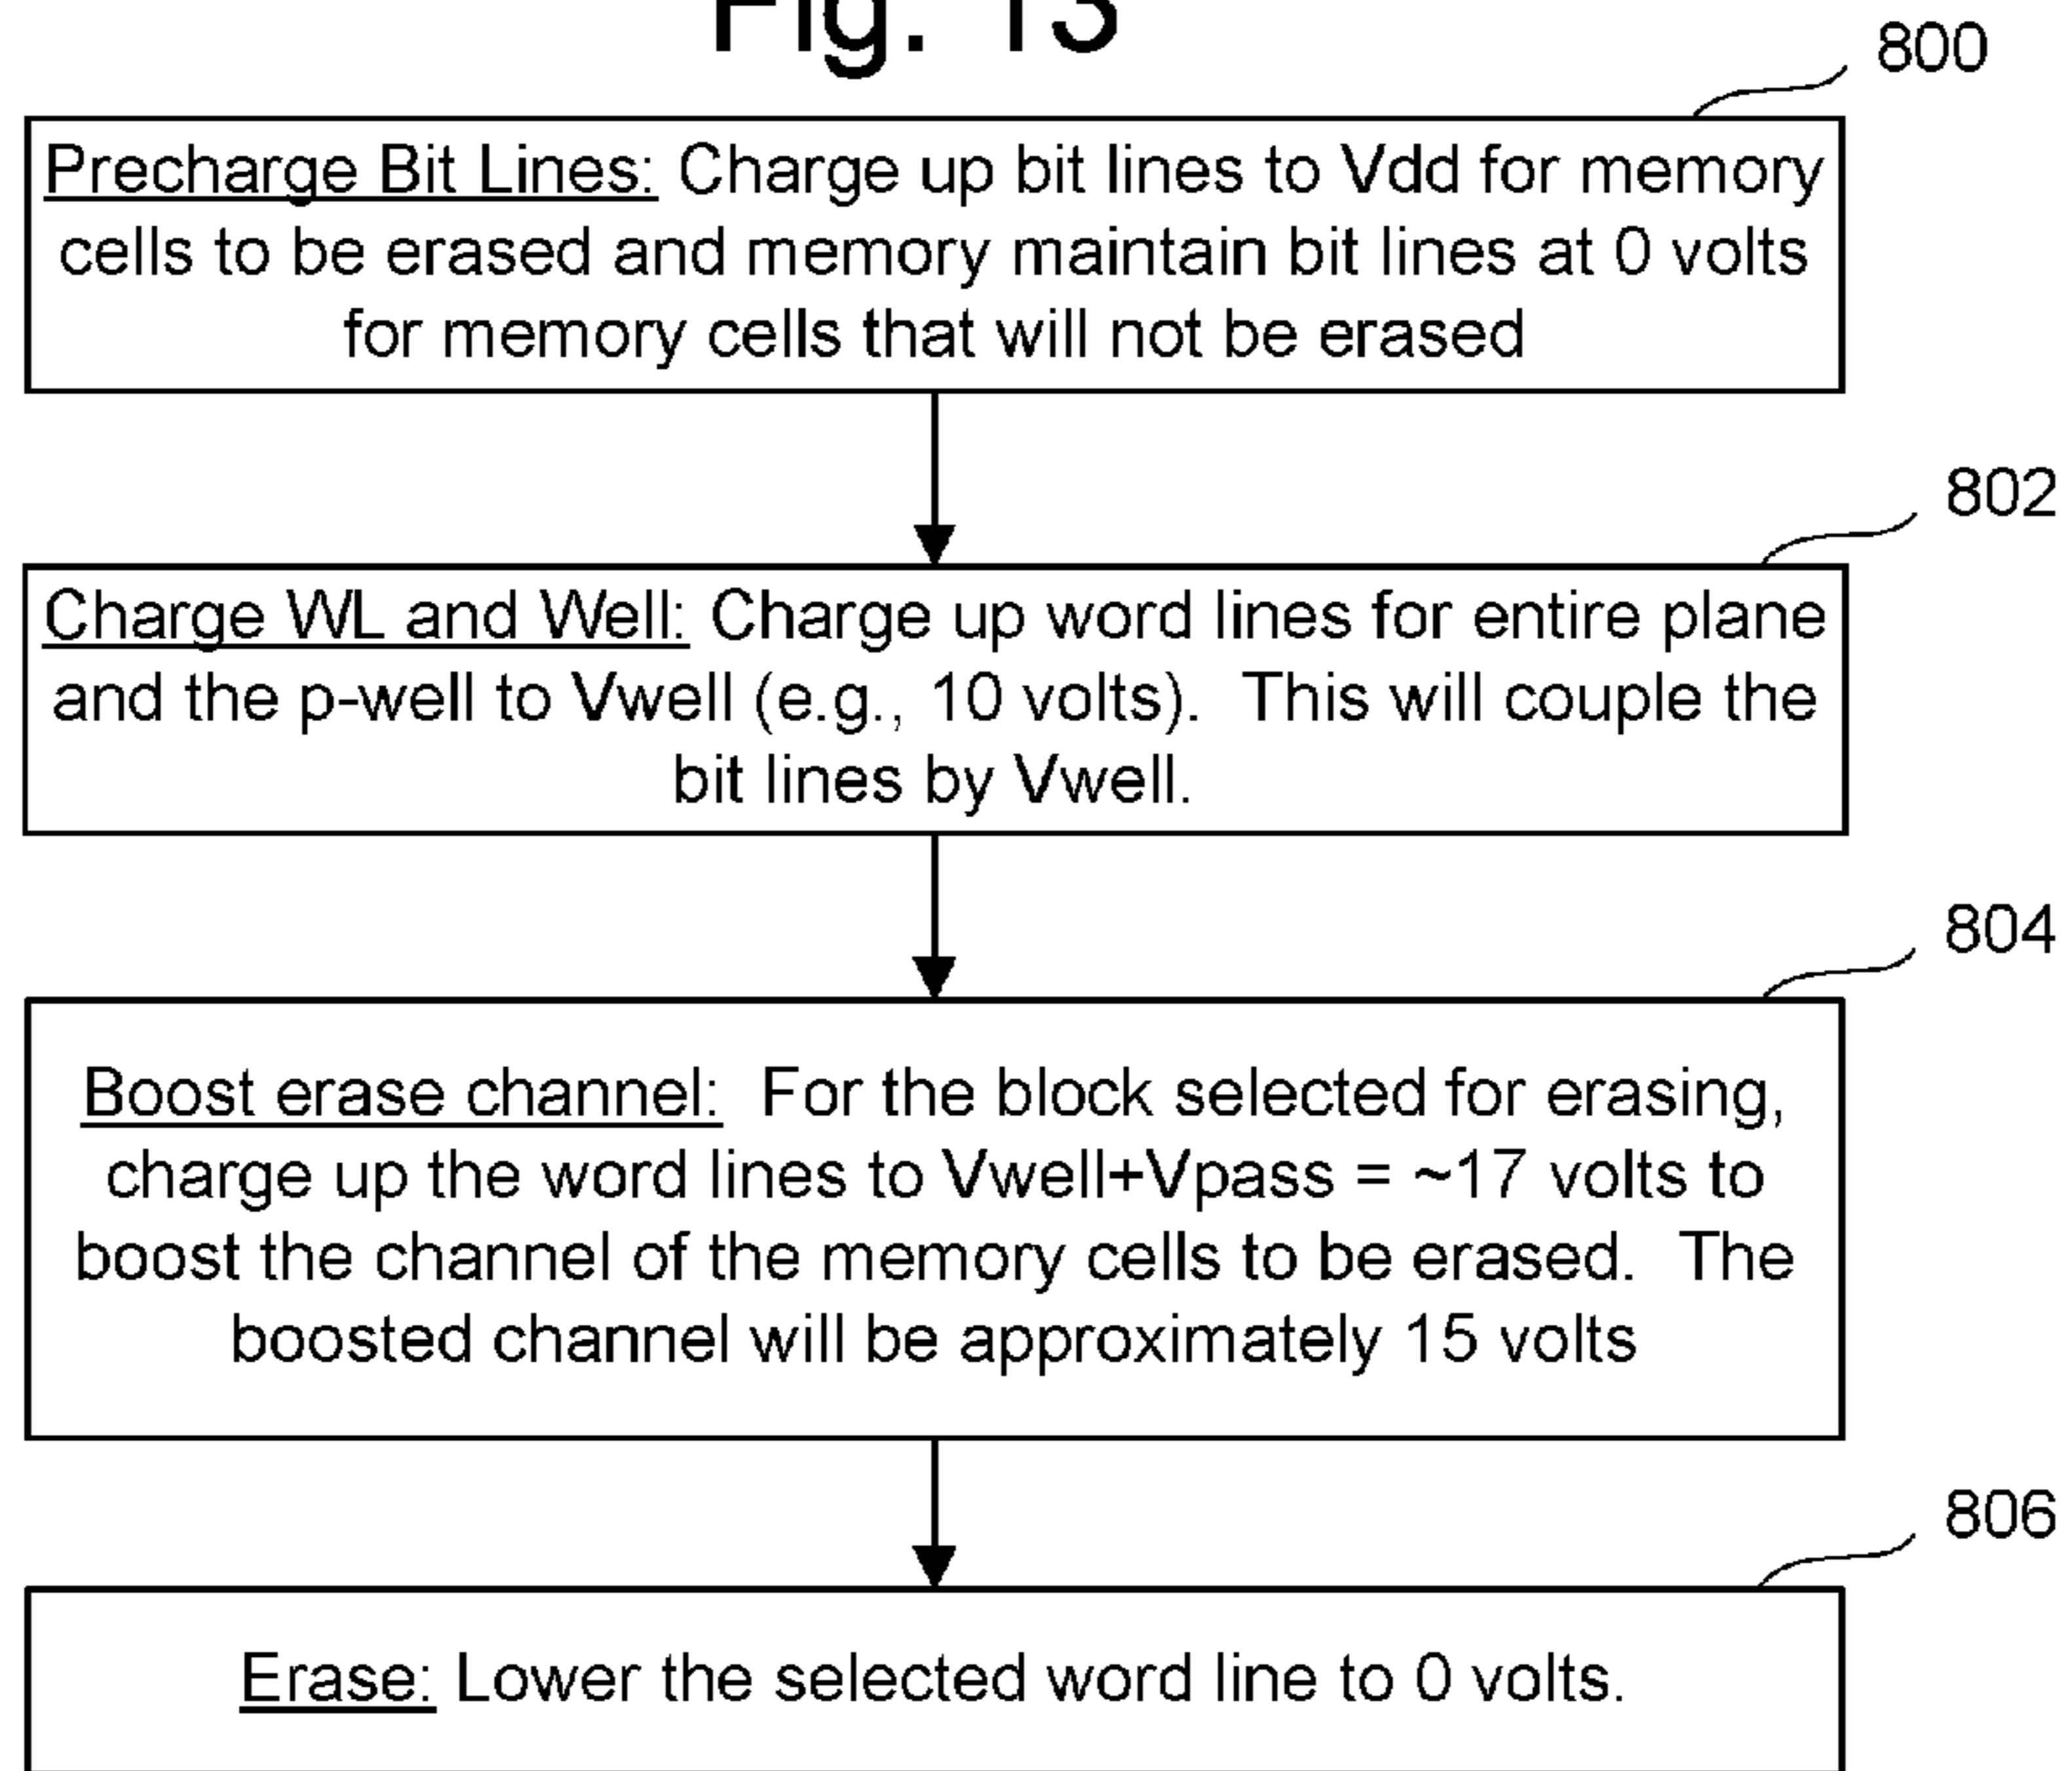 Fig. 13
800
Precharge Bit Lines: Charge up bit lines to Vdd for memory
cells to be erased and memory maintain bit lines at 0 volts
for memory cells that will not be erased
802
Charge WL and Well: Charge up word lines for entire plane
and the p-well to Vwell (e.g., 10 volts). This will couple the
bit lines by Vwell.
804
Boost erase channel: For the block selected for erasing,
charge up the word lines to Vwell+Vpass = ~17 volts to
boost the channel of the memory cells to be erased. The
boosted channel will be approximately 15 volts
806
Erase: Lower the selected word line to 0 volts.